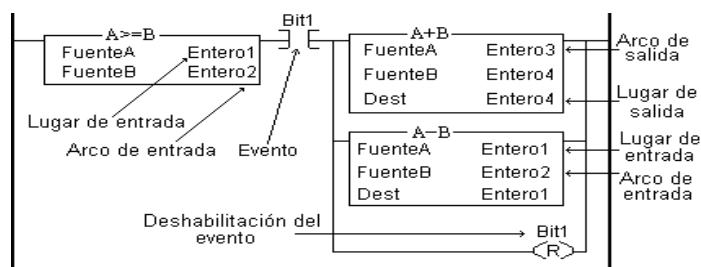 Bit1
A>=B
FuenteA Entero1
FuenteB Entero2
Lugar de entrada
Arco de entrada
Evento
A+B
FuenteA Entero3
FuenteB Entero4
Dest Entero4
Arco de
salida
Lugar de
salida
A-B
FuenteA Entero1
FuenteB Entero2
Dest Entero1
Lugar de
entrada
Arco de
entrada
Deshabilitación del
evento
Bit1
R